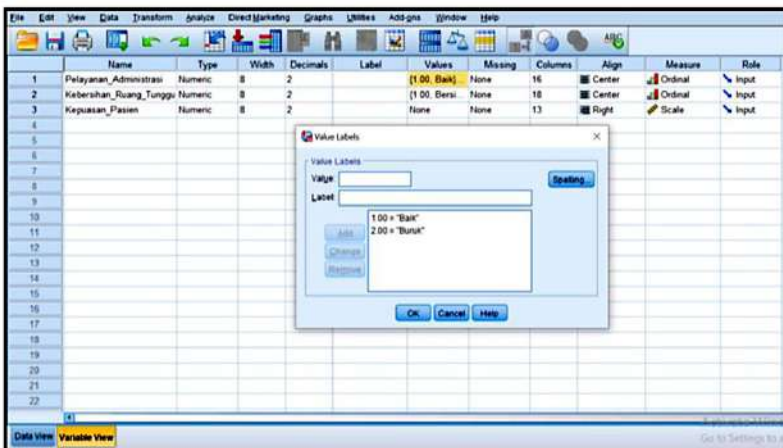 File Edit View Data Transform Analyze Direct Marketing Graphs Utilities Add-ons Window Help
Name Type Width Decimals Label Values Missing Columns Align Measure Role
1 Pelayanan_Administrasi Numeric 8 2 {1.00, Baik}... None 16 Center Ordinal Input
2 Kebersihan_Ruang_Tunggu Numeric 8 2 {1.00, Bersi... None 18 Center Ordinal Input
3 Kepuasan_Pasien Numeric 8 2 None None 13 Right Scale Input
4
5
6
7
8
9
10
11
12
13
14
15
16
17
18
19
20
21
22
Value Labels
Value Labels
Value:
Spelling...
Label:
1.00 = "Baik"
2.00 = "Buruk"
Add
Change
Remove
OK Cancel Help
Data View Variable View
Go to Settings to